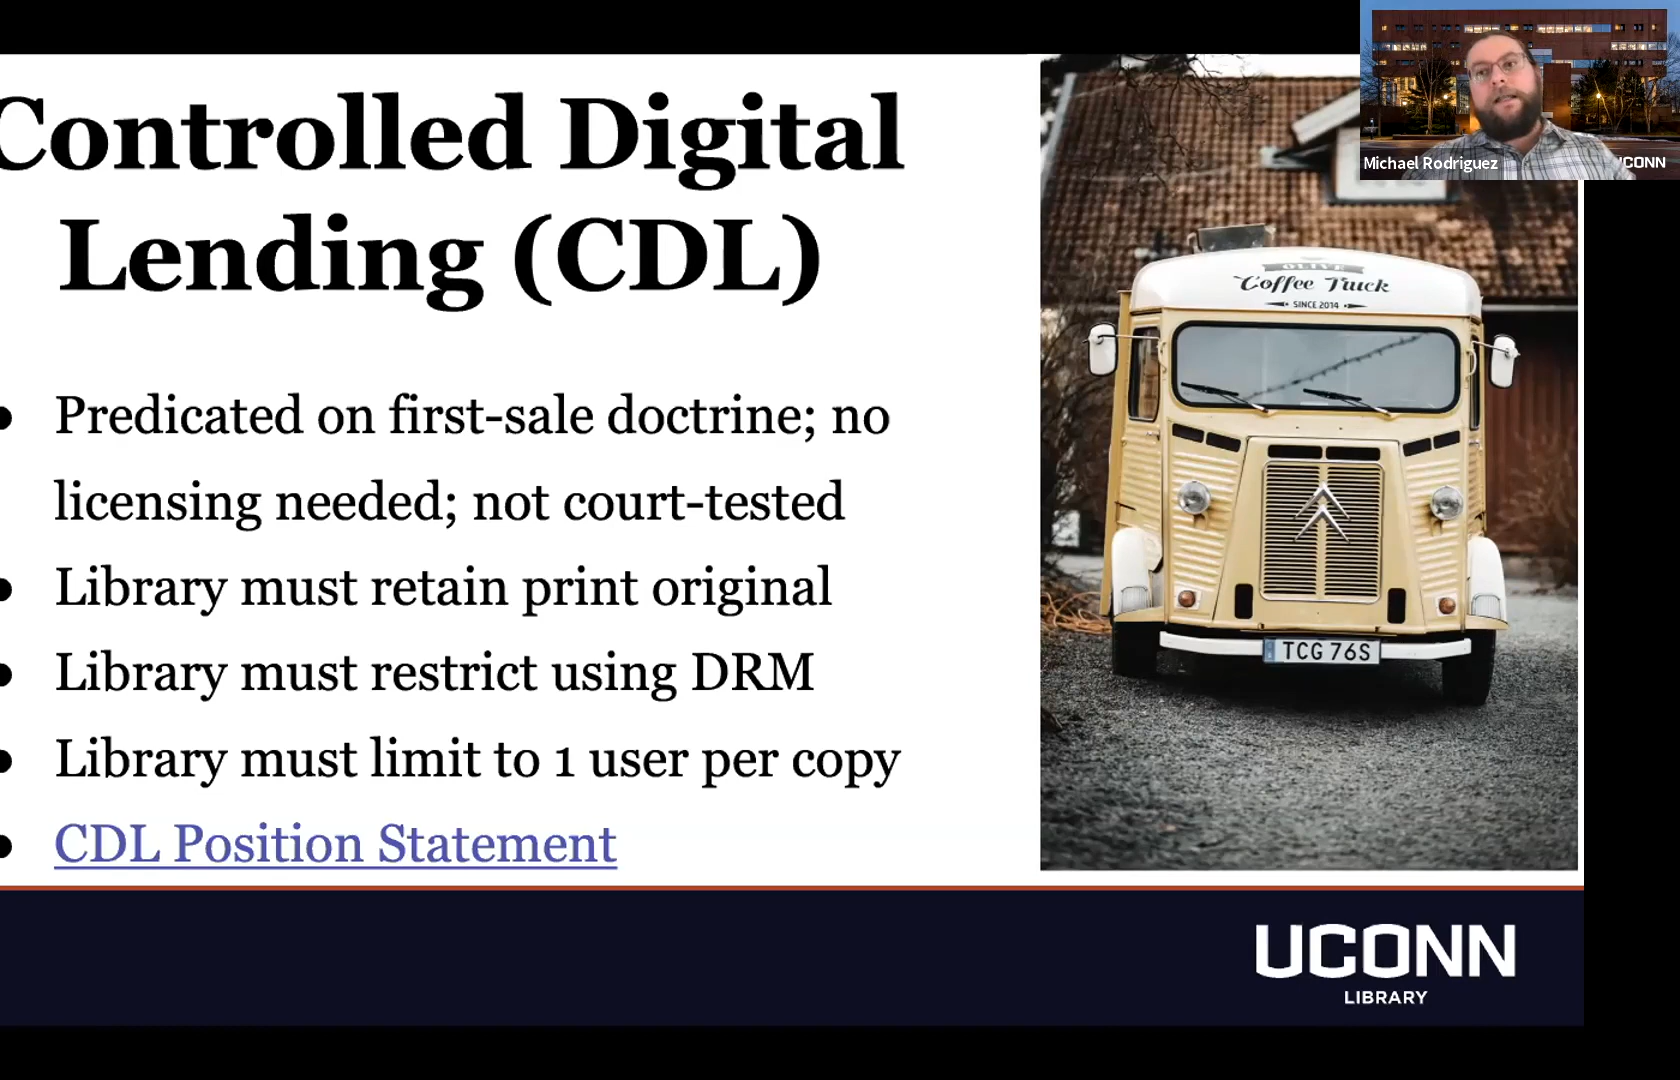 Controlled Digital
Lending (CDL)
Predicated on first-sale doctrine; no
licensing needed; not court-tested
Library must retain print original
Library must restrict using DRM
Library must limit to 1 user per copy
CDL Position Statement
OLIVE
Coffee Truck
SINCE 2014
TCG 76S
Michael Rodriguez
UCONN
UCONN
LIBRARY